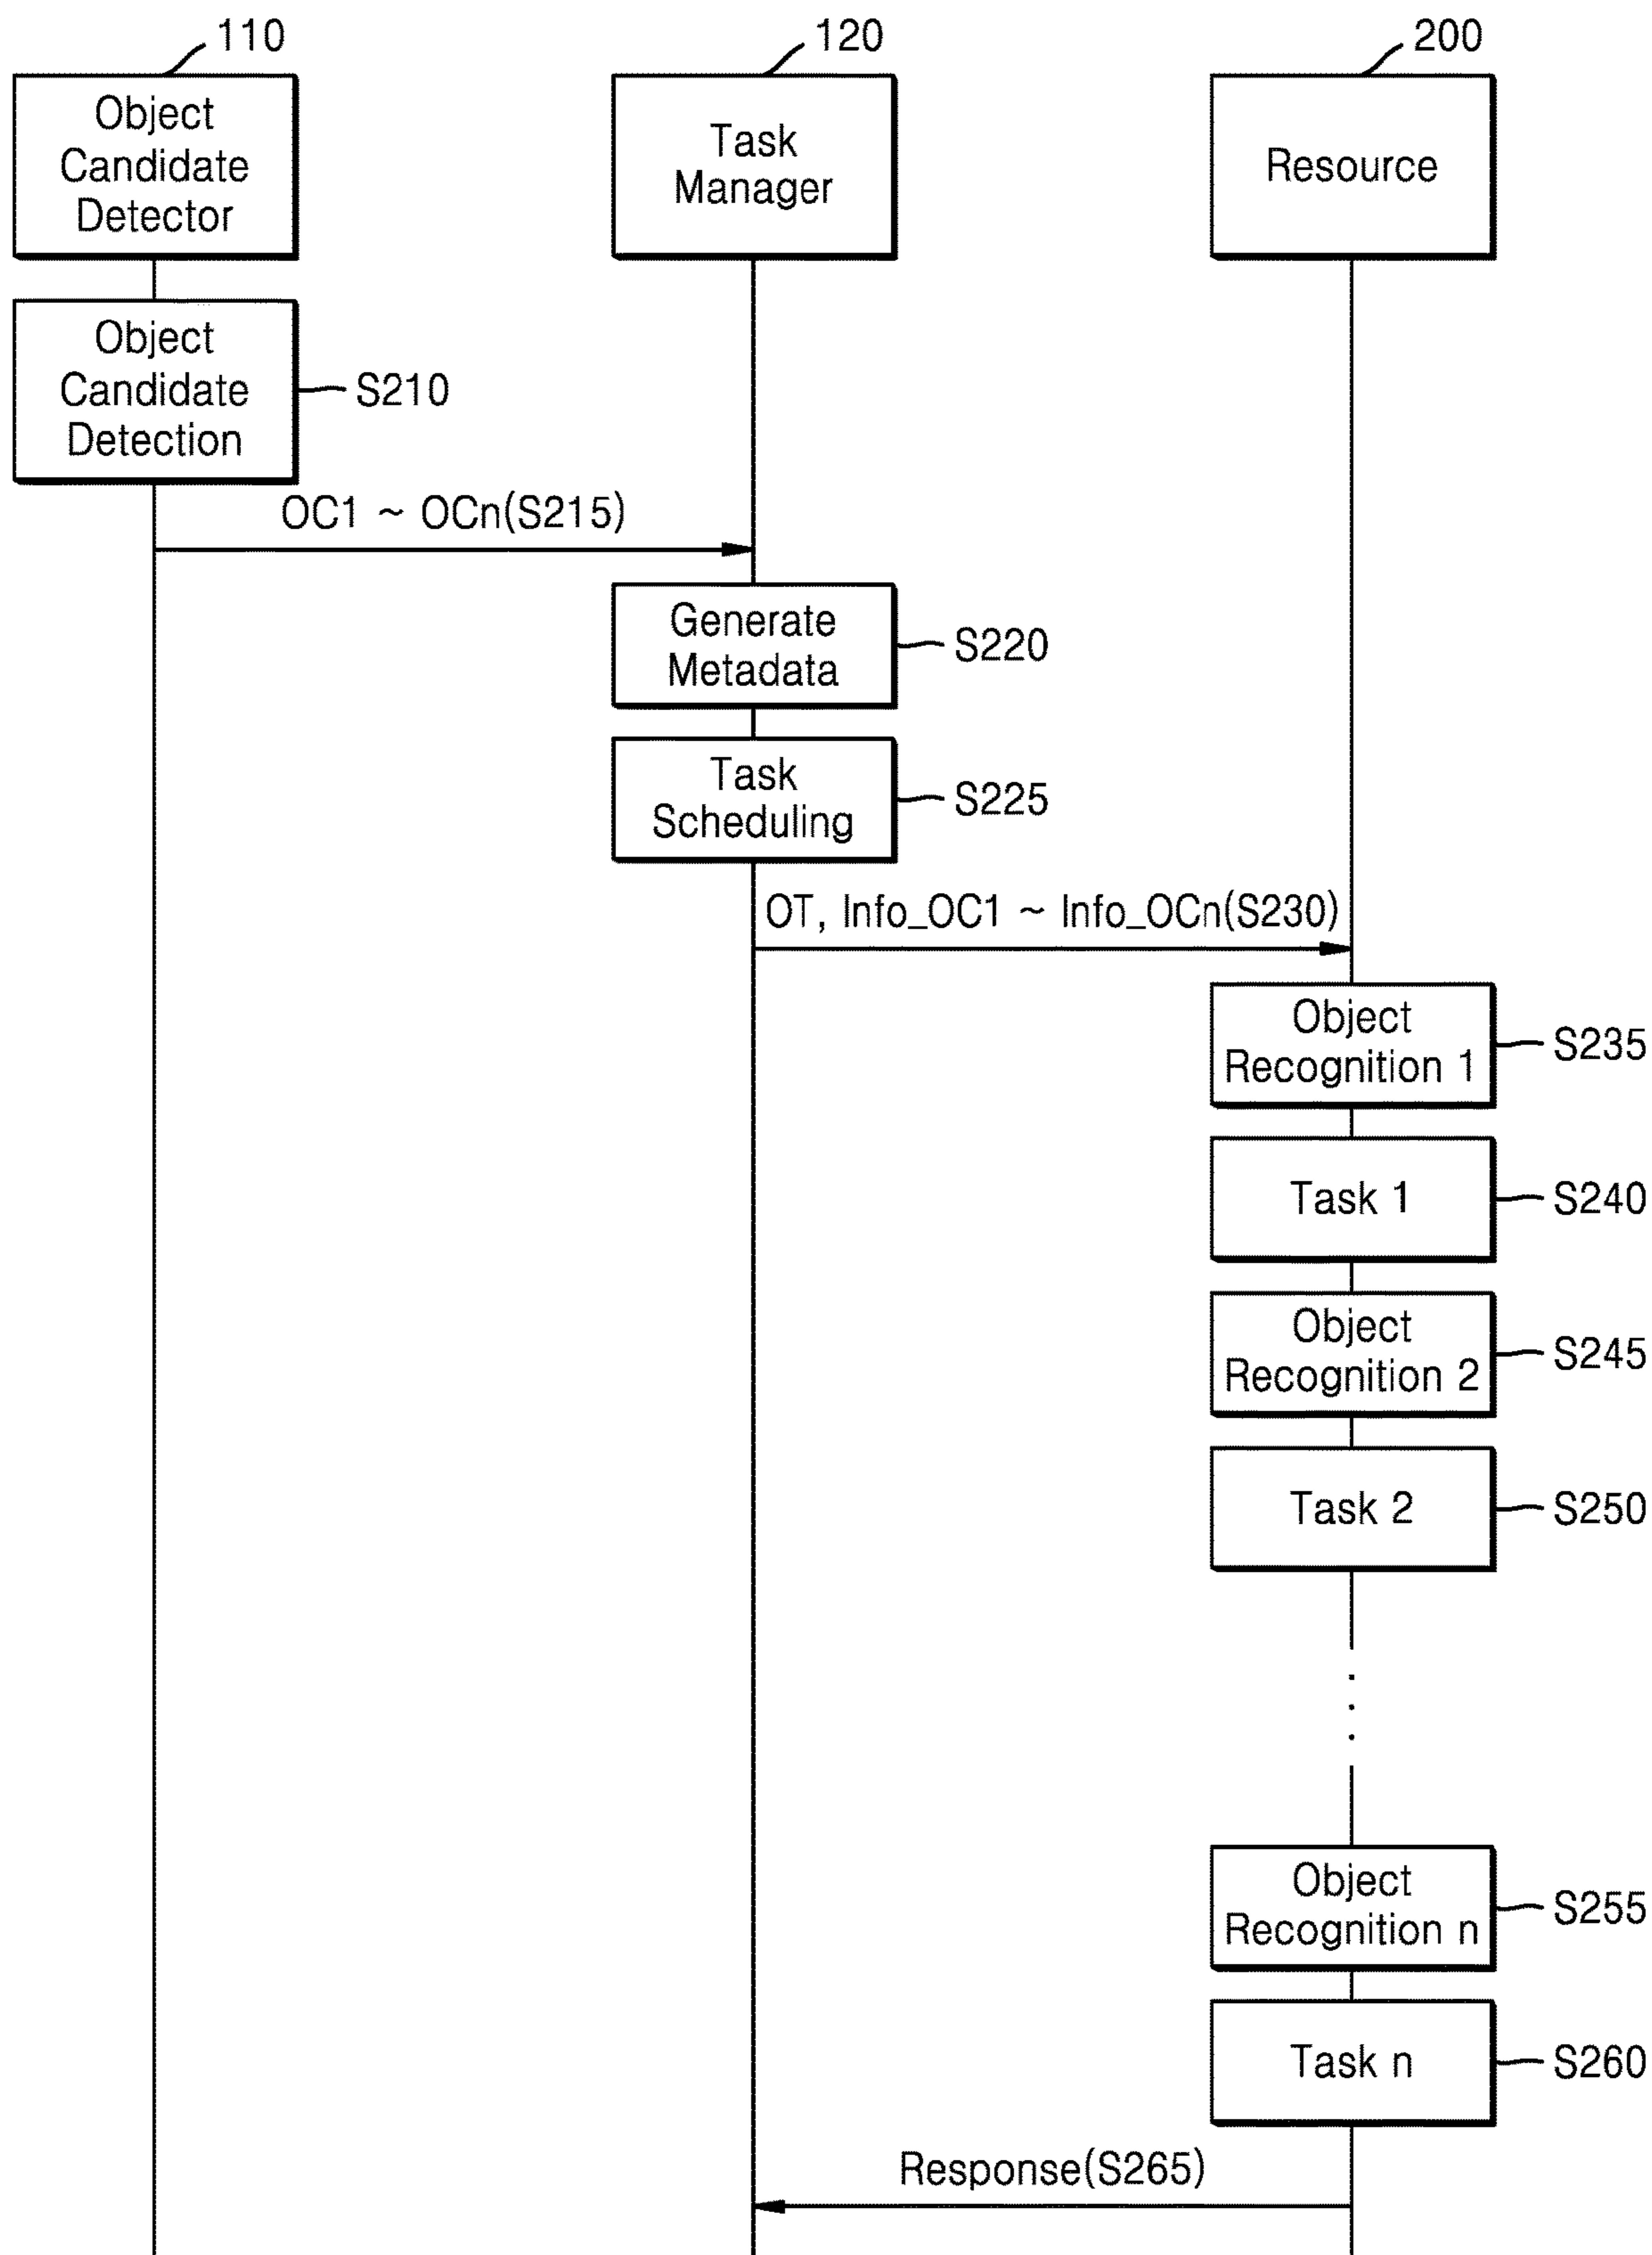 110
120
200
Object
Candidate
Detector
Task
Manager
Resource
Object
Candidate
Detection
S210
OC1 ~ OCn(S215)
Generate
Metadata
S220
Task
Scheduling
S225
OT, Info_OC1 ~ Info_OCn(S230)
Object
Recognition 1
S235
Task 1
S240
Object
Recognition 2
S245
Task 2
S250
Object
Recognition n
S255
Task n
S260
Response(S265)